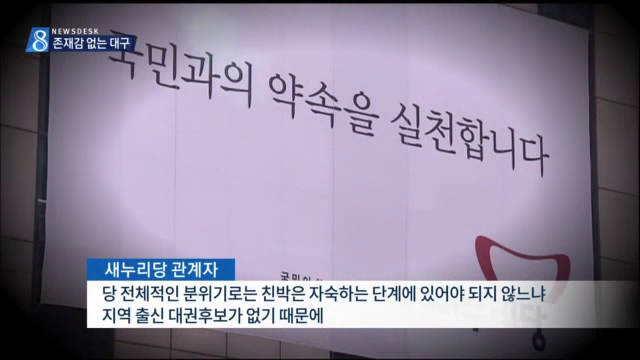 8 NEWSDESK
존재감 없는 대구
국민과의 약속을 실천합니다
새누리당 관계자
당 전체적인 분위기로는 친박은 자숙하는 단계에 있어야 되지 않느냐
지역 출신 대권후보가 없기 때문에